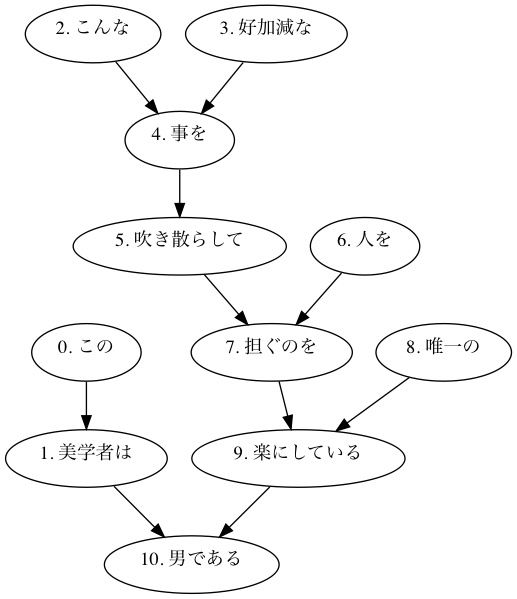 2. こんな
3. 好加減な
4. 事を
5. 吹き散らして
6. 人を
0. この
7. 担ぐのを
8. 唯一の
1. 美学者は
9. 楽にしている
10. 男である